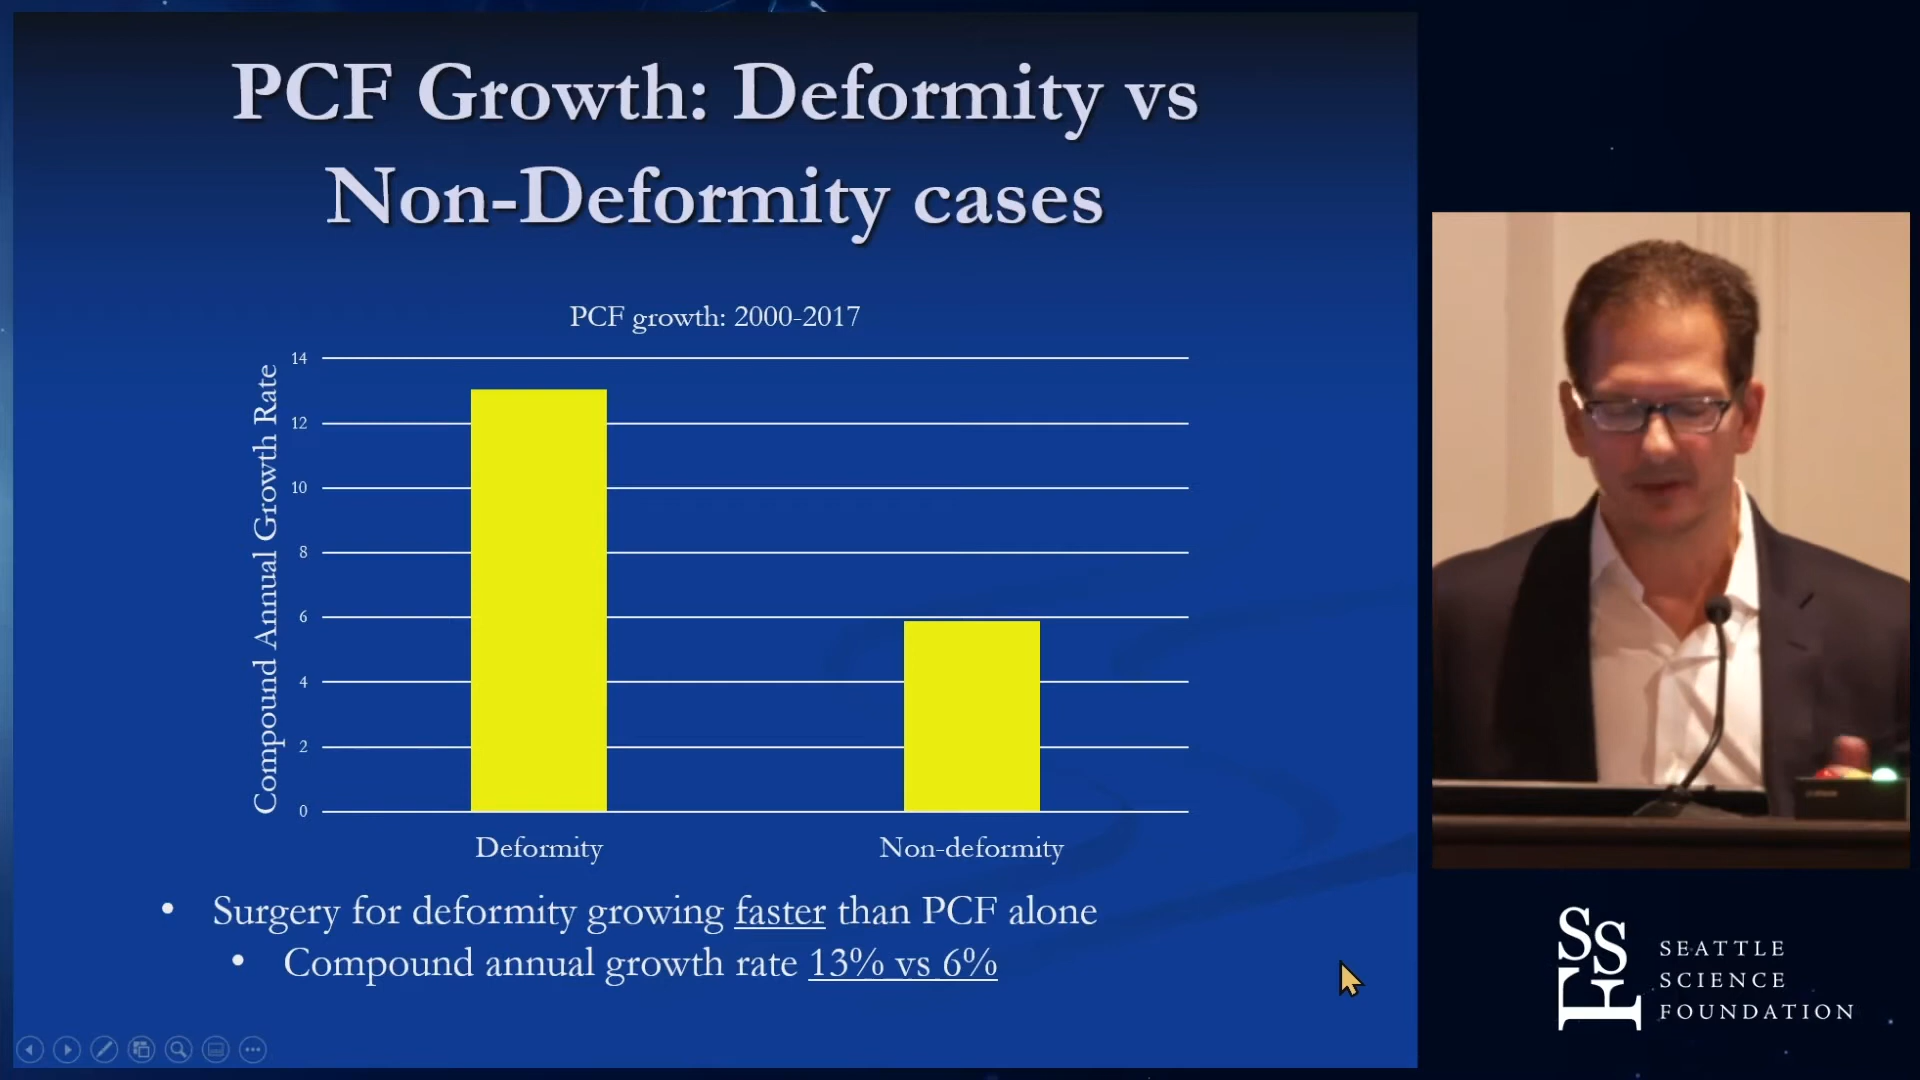 PCF Growth: Deformity vs
Non-Deformity cases
PCF growth: 2000-2017
Compound Annual Growth Rate
14
12
10
8
6
4
2
0
Deformity
Non-deformity
• Surgery for deformity growing faster than PCF alone
• Compound annual growth rate 13% vs 6%
SSF
SEATTLE
SCIENCE
FOUNDATION